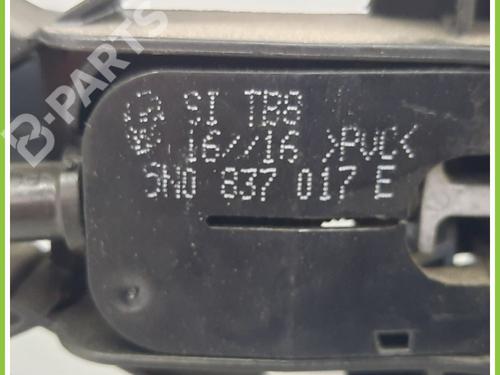 B-PARTS
SI TB8
16//16 >PVC<
5N0 837 017 E